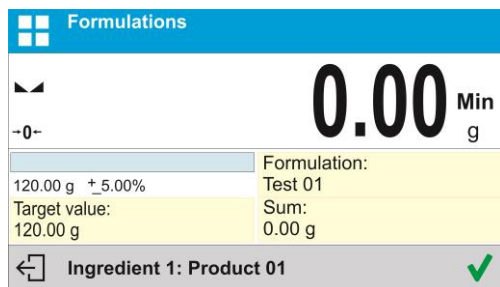 Formulations
→0←
0.00 Min
g
120.00 g ±5.00%
Target value:
120.00 g
Formulation:
Test 01
Sum:
0.00 g
Ingredient 1: Product 01